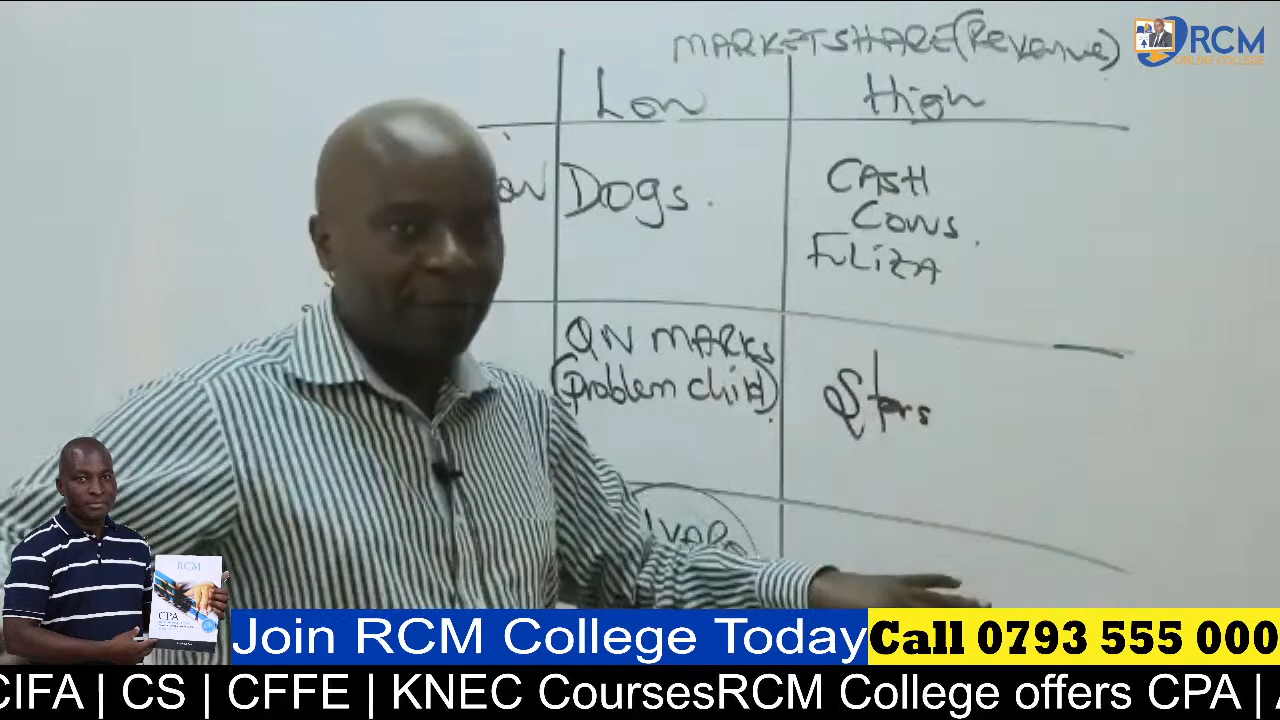 MARKETSHARE (Revenue)
RCM
ONLINE COLLEGE
Low
High
Dogs.
CASH
Cows.
FuLiZA
QN MARKS
(problem child)
Stars
RCM
CPA
Join RCM College Today
Call 0793 555 000
CIFA | CS | CFFE | KNEC CoursesRCM College offers CPA |